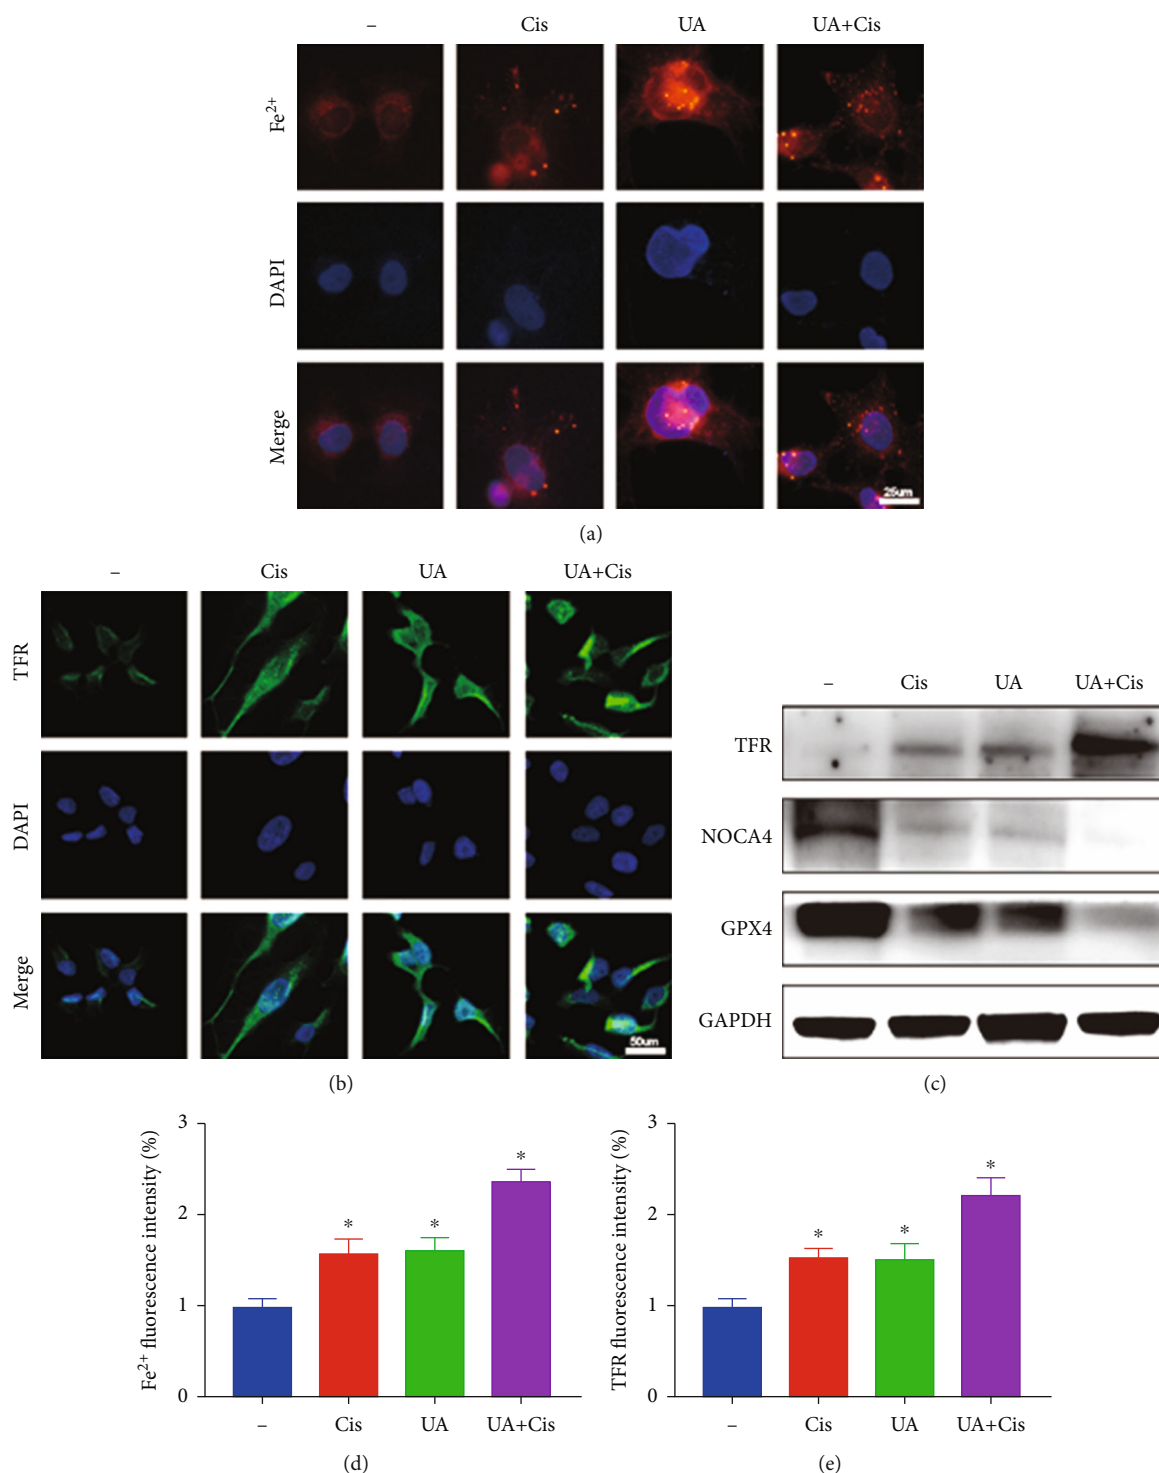 – Cis UA UA+Cis
Fe2+
DAPI
Merge
25um
(a)
– Cis UA UA+Cis
TFR
DAPI
Merge
50um
(b)
– Cis UA UA+Cis
TFR
NOCA4
GPX4
GAPDH
(c)
Fe2+ fluorescence intensity (%)
3
2
1
0
* * *
– Cis UA UA+Cis
(d)
TFR fluorescence intensity (%)
3
2
1
0
* * *
– Cis UA UA+Cis
(e)